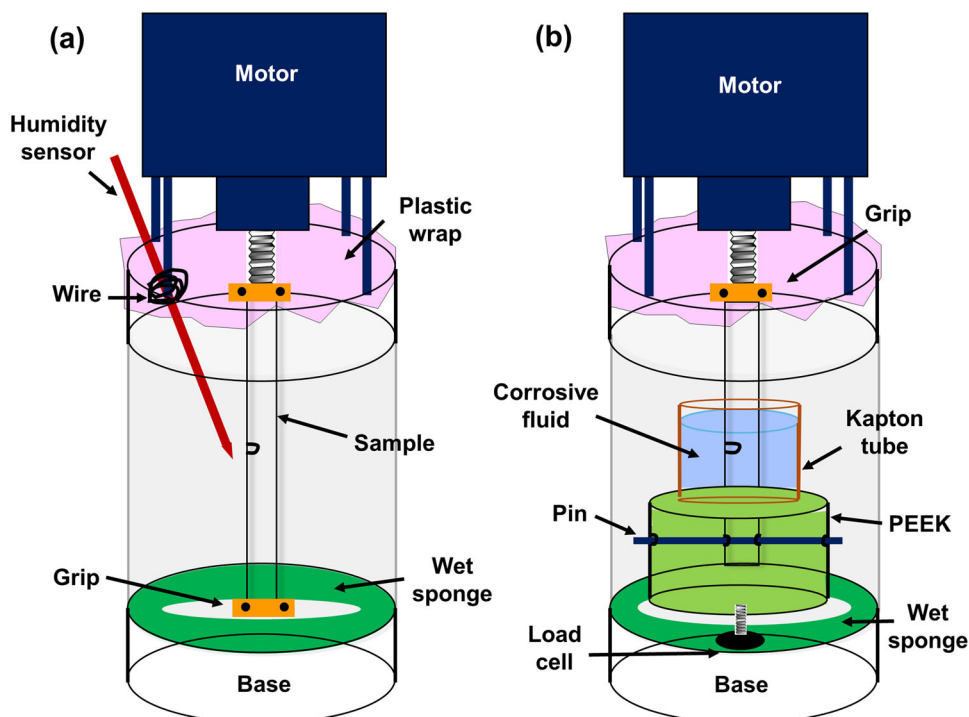 (a)
Motor
Humidity
sensor
Plastic
wrap
Wire
Sample
Grip
Wet
sponge
Base
(b)
Motor
Grip
Corrosive
fluid
Kapton
tube
Pin
PEEK
Load
cell
Wet
sponge
Base